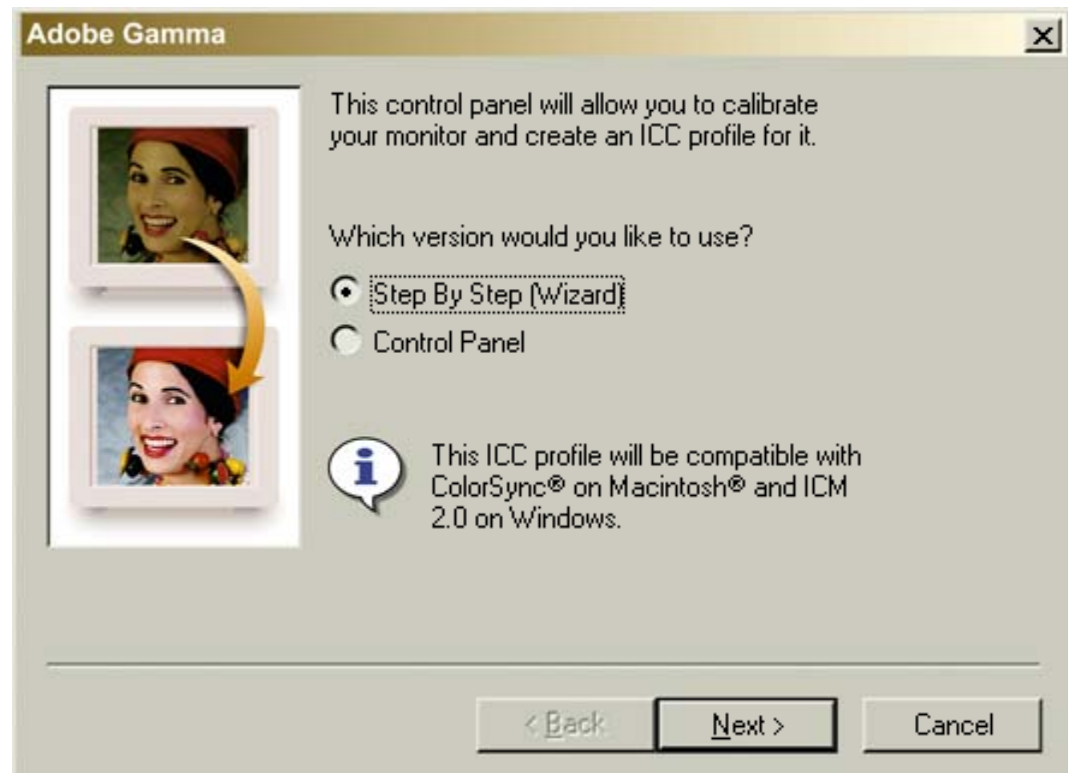 Adobe Gamma
This control panel will allow you to calibrate
your monitor and create an ICC profile for it.
Which version would you like to use?
Step By Step (Wizard)
Control Panel
This ICC profile will be compatible with
ColorSync® on Macintosh® and ICM
2.0 on Windows.
< Back
Next >
Cancel